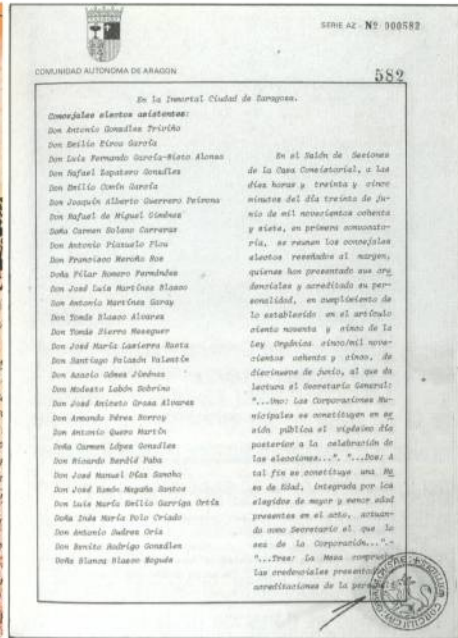 SERIE AZ - Nº 000582
COMUNIDAD AUTONOMA DE ARAGON
582
En la Inmortal Ciudad de Zaragoza.
Concejales electos asistentes:
Don Antonio González Triviño
Don Emilio Eiroa García
Don Luis Fernando García-Nieto Alonso
Don Rafael Zapatero González
Don Emilio Comín García
Don Joaquín Alberto Guerrero Peirona
Don Rafael de Miguel Giménez
Doña Carmen Solano Carreras
Don Antonio Piazuelo Plou
Don Francisco Meroño Ros
Doña Pilar Romero Fernández
Don José Luis Martínez Blasco
Don Antonio Martínez Garay
Don Tomás Blasco Alvarez
Don Tomás Sierra Meseguer
Don José María Lasierra
Don Santiago Palazón Valentín
Don Acacio Gómez Jiménez
Don Modesto Lobón Sobrino
Don José Aniceto Grasa Alvarez
Don Armando Pérez Borroy
Don Antonio Quero Martín
Doña Carmen López González
Don Ricardo Berdié Paba
Don José Manuel Díaz Sancho
Don José Ramón Magaña Santos
Don Luis María Emilio Garriga Ortíz
Doña Inés María Polo Criado
Don Antonio Suárez Oriz
Don Benito Rodrigo González
Doña Blanca Blasco Nogués
En el Salón de Sesiones
de la Casa Consistorial, a las
diez horas y treinta y cinco
minutos del día treinta de ju-
nio de mil novecientos ochenta
y siete, en primera convocato-
ria, se reunen los concejales
electos reseñados al margen,
quienes han presentado sus cre
denciales y acreditado su per-
sonalidad, en cumplimiento de
lo establecido en el artículo
ciento noventa y cinco de la
Ley Orgánica cinco/mil nove-
cientos ochenta y cinco, de
diecinueve de junio, al que da
lectura el Secretario General:
"...Uno: Las Corporaciones Mu-
nicipales se constituyen en se
sión pública el vigésimo día
posterior a la celebración de
las elecciones...". "...Dos: A
tal fin se constituye una Me
sa de Edad, integrada por los
elegidos de mayor y menor edad
presentes en el acto, actuan-
do como Secretario el que lo
sea de la Corporación...".-
"...Tres: La Mesa comprueba
las credenciales presentadas
acreditaciones de la